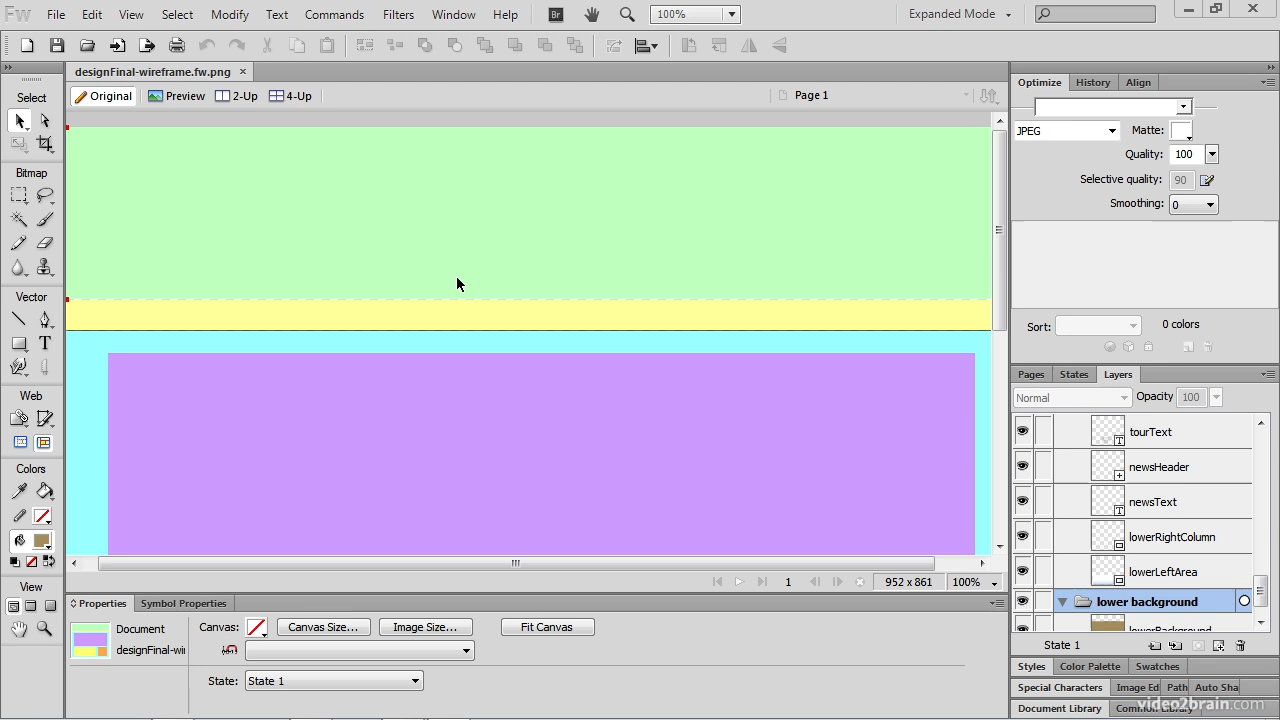 Fw File Edit View Select Modify Text Commands Filters Window Help Br 100% Expanded Mode
designFinal-wireframe.fw.png ×
Original Preview 2-Up 4-Up Page 1
Select
Bitmap
Vector
T
Web
Colors
View
Optimize History Align
JPEG Matte:
Quality: 100
Selective quality: 90
Smoothing: 0
Sort: 0 colors
Pages States Layers
Normal Opacity 100
tourText
newsHeader
newsText
lowerRightColumn
lowerLeftArea
lower background
lowerBackground
State 1
Styles Color Palette Swatches
Special Characters Image Ed Path Auto Sha
Document Library Common Library
1 952 x 861 100%
Properties Symbol Properties
Document Canvas: Canvas Size... Image Size... Fit Canvas
designFinal-wii
State: State 1
video2brain.com